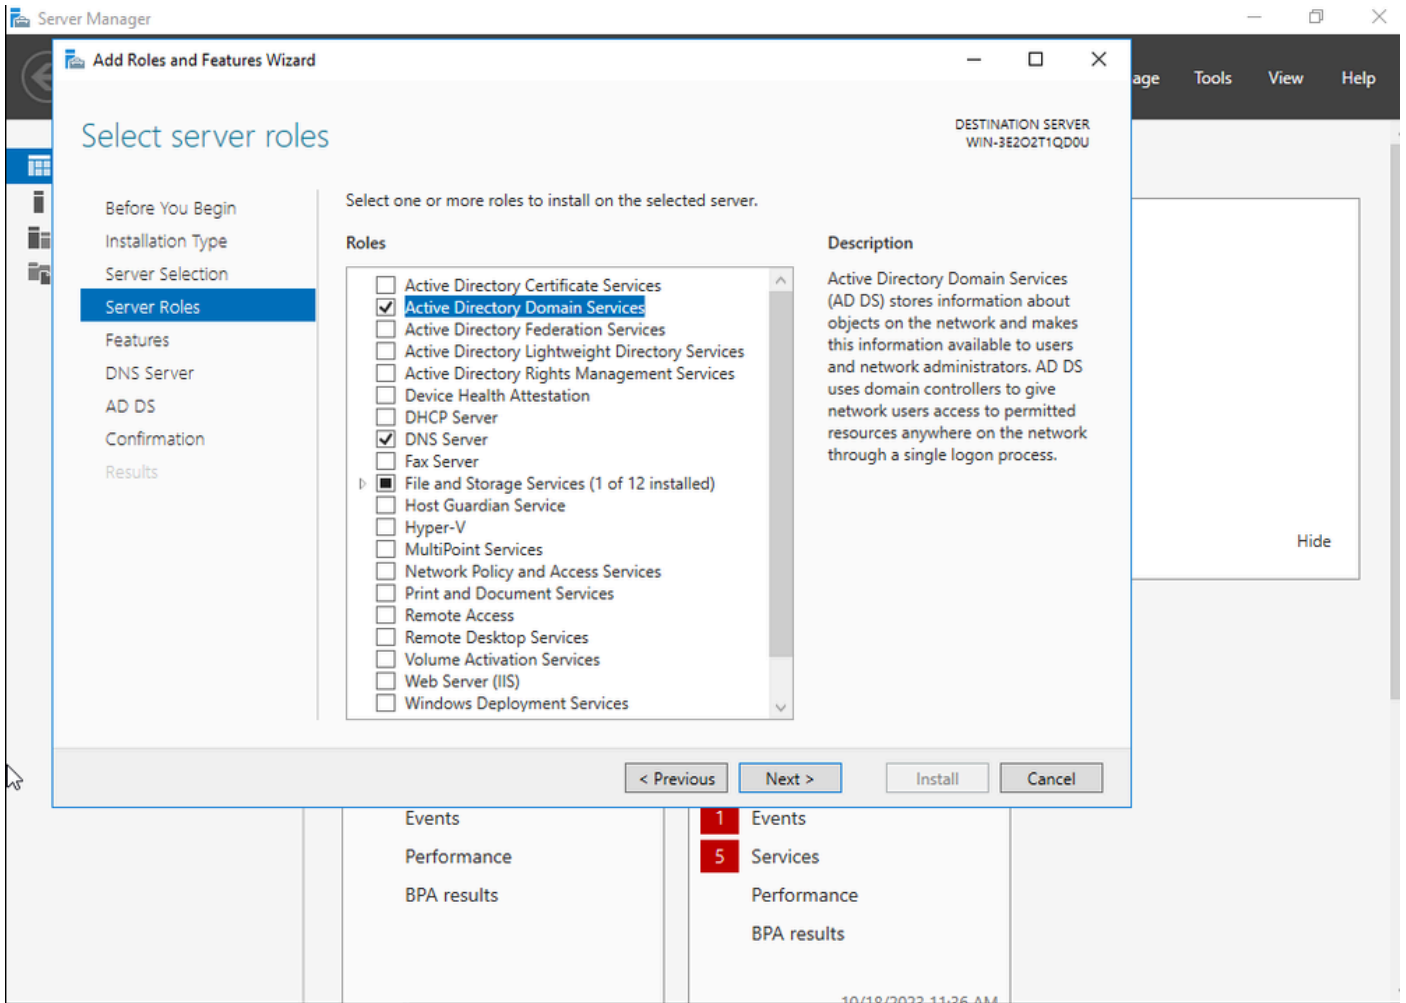 Server Manager
Add Roles and Features Wizard
age Tools View Help
Select server roles
DESTINATION SERVER
WIN-3E2O2T1QD0U
Before You Begin
Installation Type
Server Selection
Server Roles
Features
DNS Server
AD DS
Confirmation
Results
Select one or more roles to install on the selected server.
Roles
Active Directory Certificate Services
Active Directory Domain Services
Active Directory Federation Services
Active Directory Lightweight Directory Services
Active Directory Rights Management Services
Device Health Attestation
DHCP Server
DNS Server
Fax Server
File and Storage Services (1 of 12 installed)
Host Guardian Service
Hyper-V
MultiPoint Services
Network Policy and Access Services
Print and Document Services
Remote Access
Remote Desktop Services
Volume Activation Services
Web Server (IIS)
Windows Deployment Services
Description
Active Directory Domain Services
(AD DS) stores information about
objects on the network and makes
this information available to users
and network administrators. AD DS
uses domain controllers to give
network users access to permitted
resources anywhere on the network
through a single logon process.
Hide
< Previous
Next >
Install
Cancel
Events
Performance
BPA results
1 Events
5 Services
Performance
BPA results
10/18/2023 11:36 AM